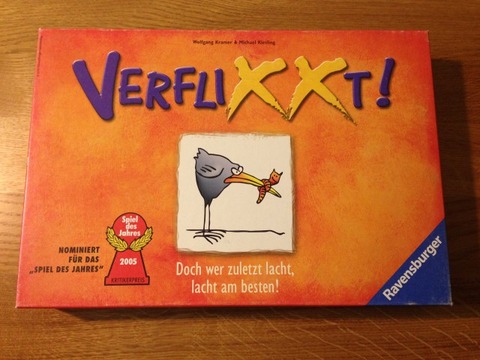 Wolfgang Kramer & Michael Kiesling
VERFLIXXT!
Spiel
des
Jahres
NOMINIERT
FÜR DAS
„SPIEL DES JAHRES"
2005
KRITIKERPREIS
Doch wer zuletzt lacht,
lacht am besten!
Ravensburger